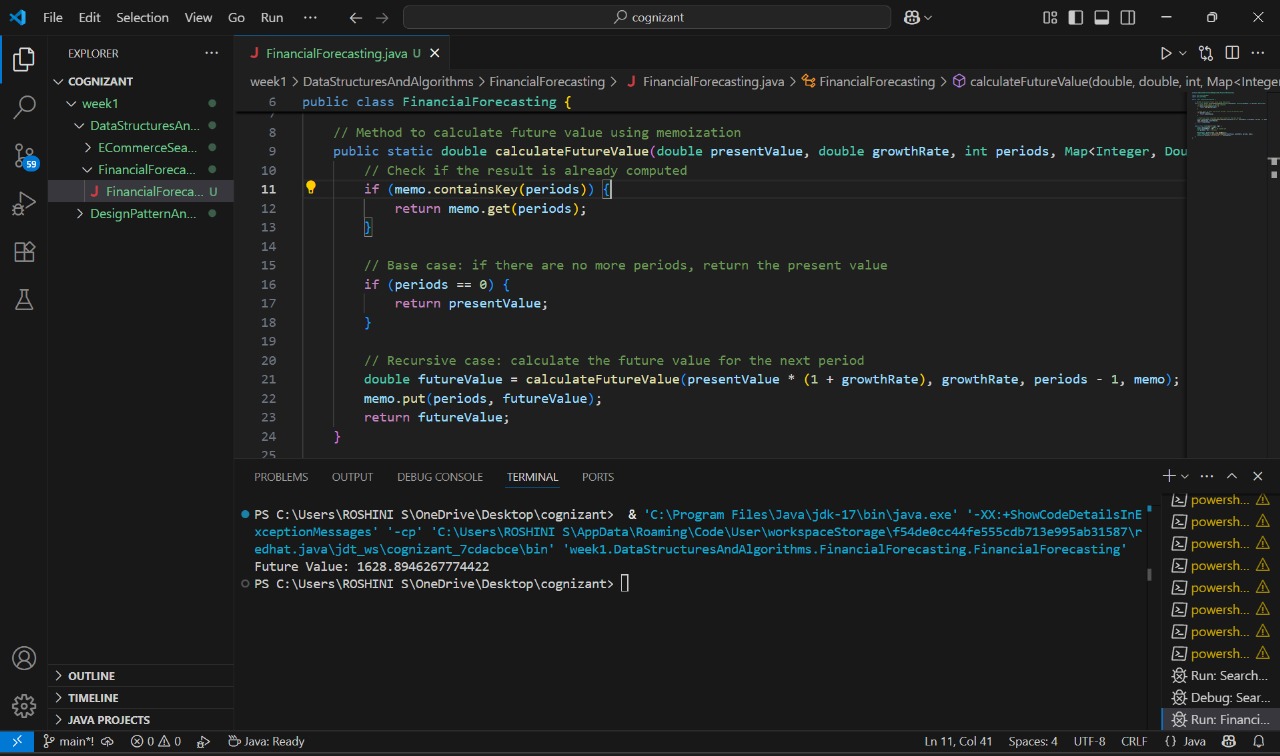 File Edit Selection View Go Run ··· cognizant
EXPLORER ···
COGNIZANT
week1
DataStructuresAn...
ECommerceSea...
FinancialForeca...
J FinancialForeca... U
DesignPatternAn...
OUTLINE
TIMELINE
JAVA PROJECTS
59
J FinancialForecasting.java U
week1 > DataStructuresAndAlgorithms > FinancialForecasting > J FinancialForecasting.java > FinancialForecasting > calculateFutureValue(double, double, int, Map<Integer
6 public class FinancialForecasting {
7
8 // Method to calculate future value using memoization
9 public static double calculateFutureValue(double presentValue, double growthRate, int periods, Map<Integer, Dou
10 // Check if the result is already computed
11 if (memo.containsKey(periods)) {
12 return memo.get(periods);
13 }
14
15 // Base case: if there are no more periods, return the present value
16 if (periods == 0) {
17 return presentValue;
18 }
19
20 // Recursive case: calculate the future value for the next period
21 double futureValue = calculateFutureValue(presentValue * (1 + growthRate), growthRate, periods - 1, memo);
22 memo.put(periods, futureValue);
23 return futureValue;
24 }
25
PROBLEMS OUTPUT DEBUG CONSOLE TERMINAL PORTS
PS C:\Users\ROSHINI S\OneDrive\Desktop\cognizant> & 'C:\Program Files\Java\jdk-17\bin\java.exe' '-XX:+ShowCodeDetailsInE
xceptionMessages' '-cp' 'C:\Users\ROSHINI S\AppData\Roaming\Code\User\workspaceStorage\f54de0cc44fe555cdb713e995ab31587\r
edhat.java\jdt_ws\cognizant_7cdacbce\bin' 'week1.DataStructuresAndAlgorithms.FinancialForecasting.FinancialForecasting'
Future Value: 1628.8946267774422
PS C:\Users\ROSHINI S\OneDrive\Desktop\cognizant>
powersh...
powersh...
powersh...
powersh...
powersh...
powersh...
powersh...
powersh...
Run: Search...
Debug: Sear...
Run: Financi...
main*! 0 0 Java: Ready Ln 11, Col 41 Spaces: 4 UTF-8 CRLF {} Java